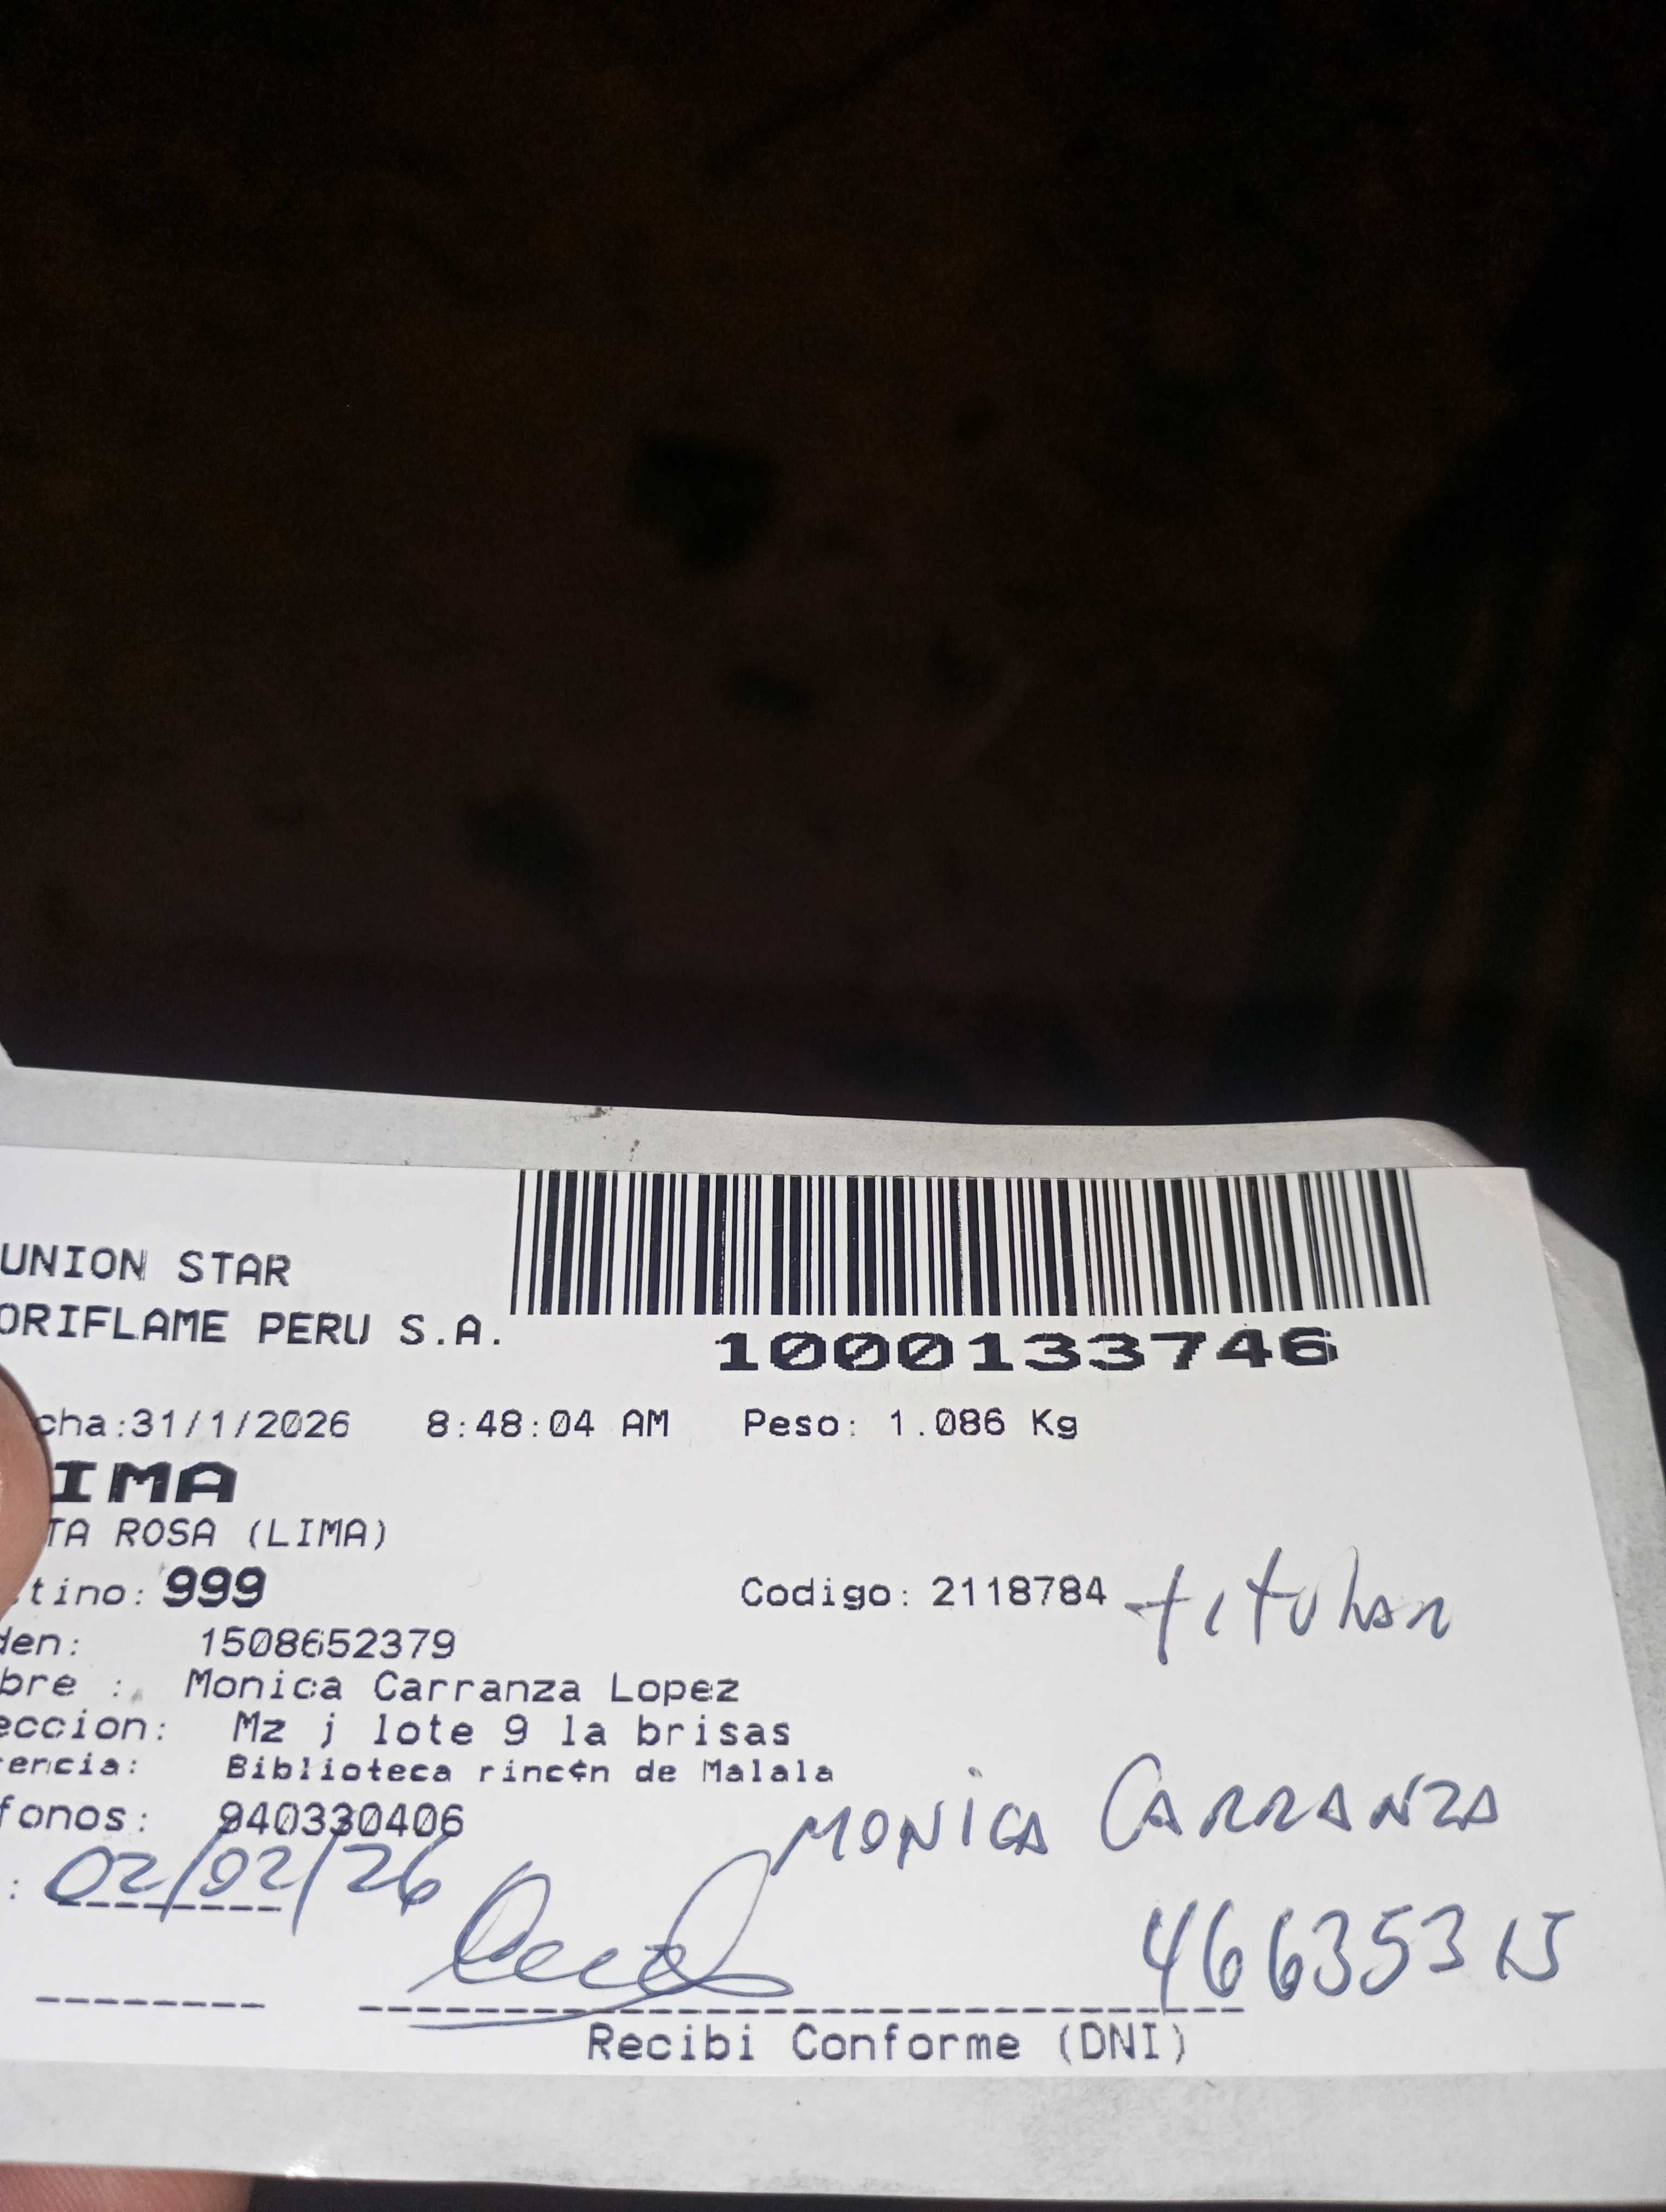 UNION STAR
ORIFLAME PERU S.A.
1000133746
cha:31/1/2026 8:48:04 AM Peso: 1.086 Kg
IMA
TA ROSA (LIMA)
tino: 999 Codigo: 2118784 titular
den: 1508652379
bre : Monica Carranza Lopez
eccion: Mz j lote 9 la brisas
encia: Biblioteca rinc¢n de Malala
fonos: 940330406
MONICA CARRANZA
: 02/02/26
46635315
Recibi Conforme (DNI)